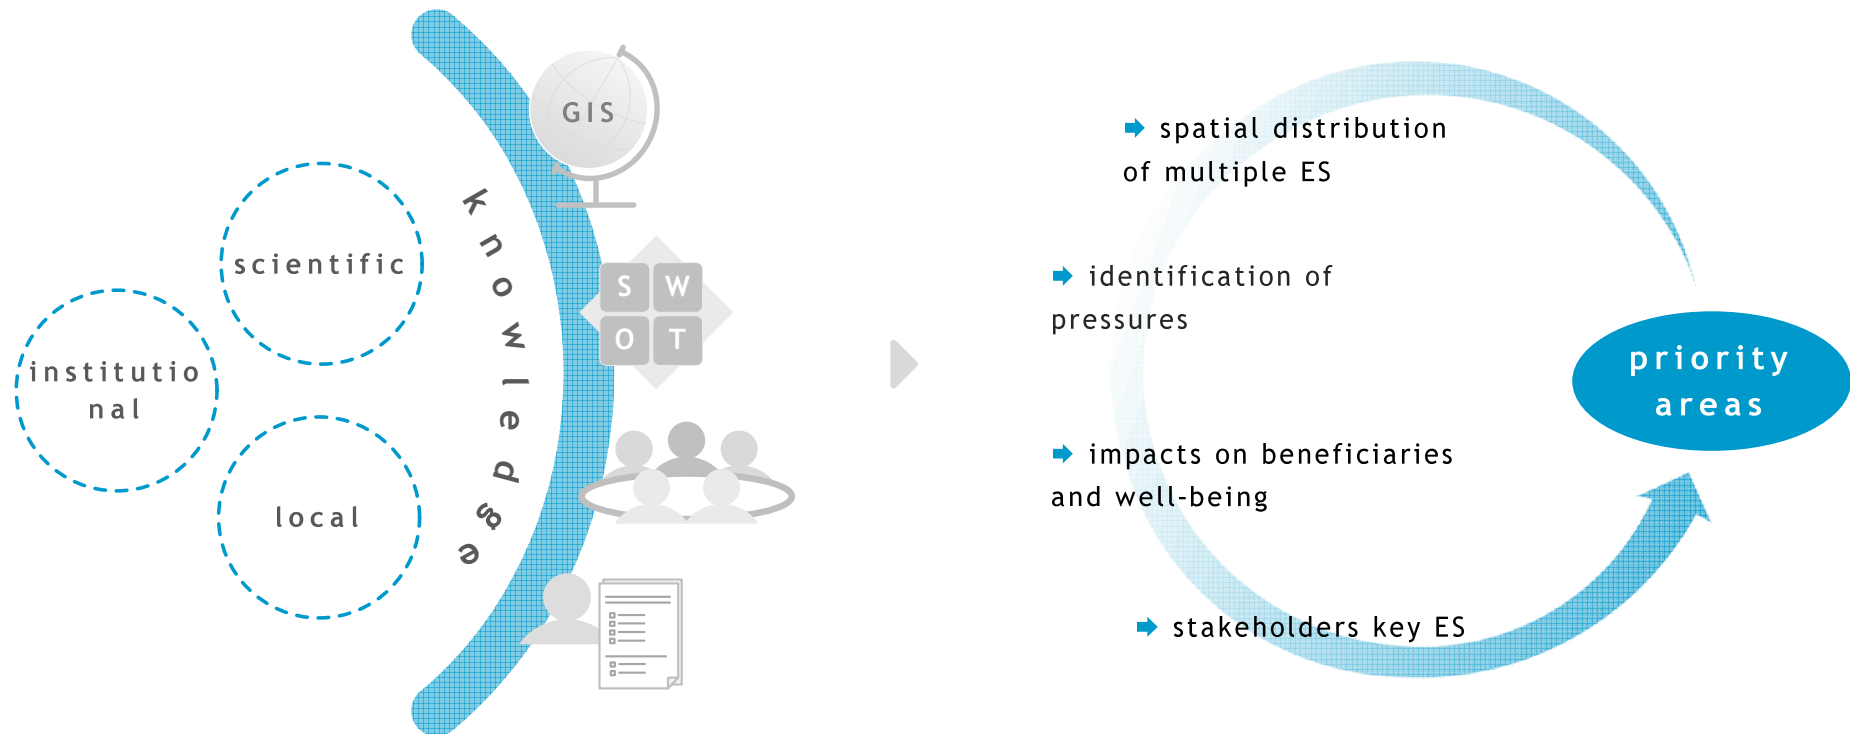 scientific
institutio
nal
local
knowledge
GIS
S W
O T
spatial distribution
of multiple ES
identification of
pressures
impacts on beneficiaries
and well-being
stakeholders key ES
priority
areas